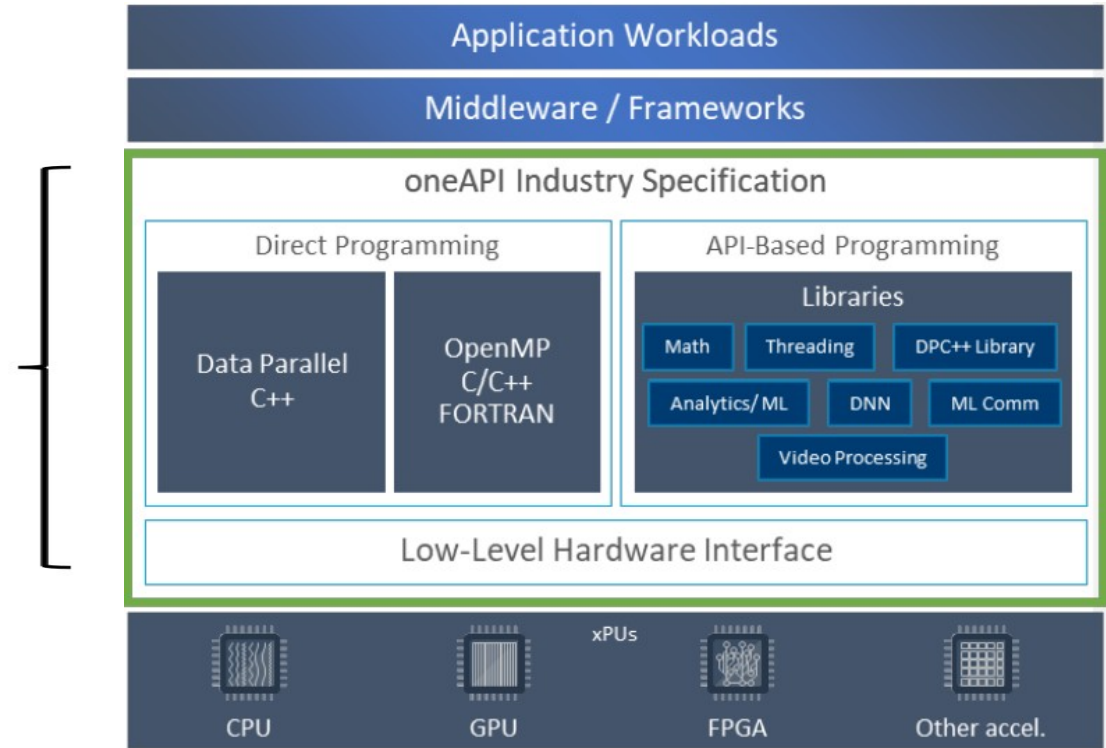 Application Workloads
Middleware / Frameworks
oneAPI Industry Specification
Direct Programming
Data Parallel
C++
OpenMP
C/C++
FORTRAN
API-Based Programming
Libraries
Math
Threading
DPC++ Library
Analytics/ ML
DNN
ML Comm
Video Processing
Low-Level Hardware Interface
xPUs
CPU
GPU
FPGA
Other accel.